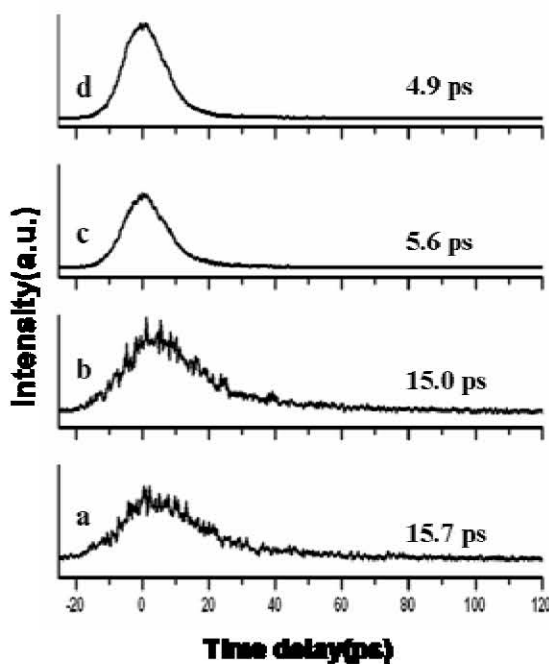 d
4.9 ps
c
5.6 ps
Intensity(a.u.)
b
15.0 ps
a
15.7 ps
-20 0 20 40 60 80 100 120
Time delay(ps)